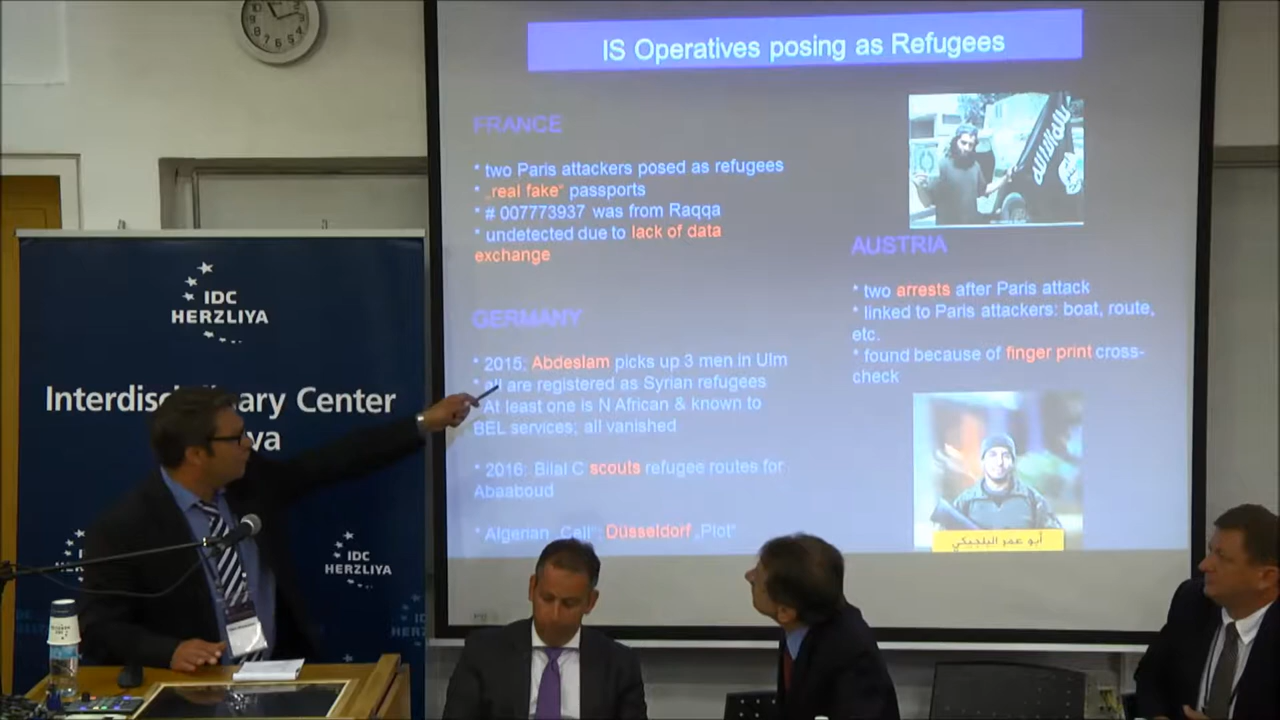 IS Operatives posing as Refugees
FRANCE
* two Paris attackers posed as refugees
* „real fake“ passports
* # 007773937 was from Raqqa
* undetected due to lack of data
exchange
GERMANY
* 2015: Abdeslam picks up 3 men in Ulm
* all are registered as Syrian refugees
* At least one is N African & known to
BEL services; all vanished
* 2016: Bilal C scouts refugee routes for
Abaaboud
* Algerian „Cell“; Düsseldorf „Plot“
AUSTRIA
* two arrests after Paris attack
* linked to Paris attackers: boat, route,
etc.
* found because of finger print cross-
check
أبو عمر البلجيكي
IDC
HERZLIYA
Center
IDC
HERZLIYA